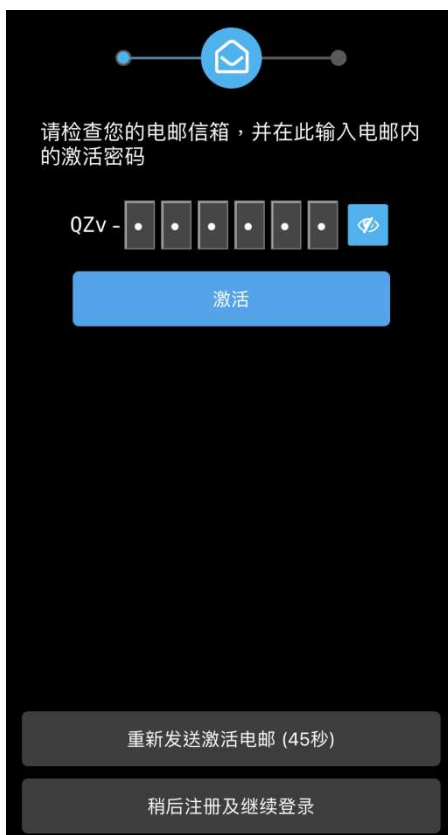 请检查您的电邮信箱，并在此输入电邮内
的激活密码
QZv -
激活
重新发送激活电邮 (45秒)
稍后注册及继续登录